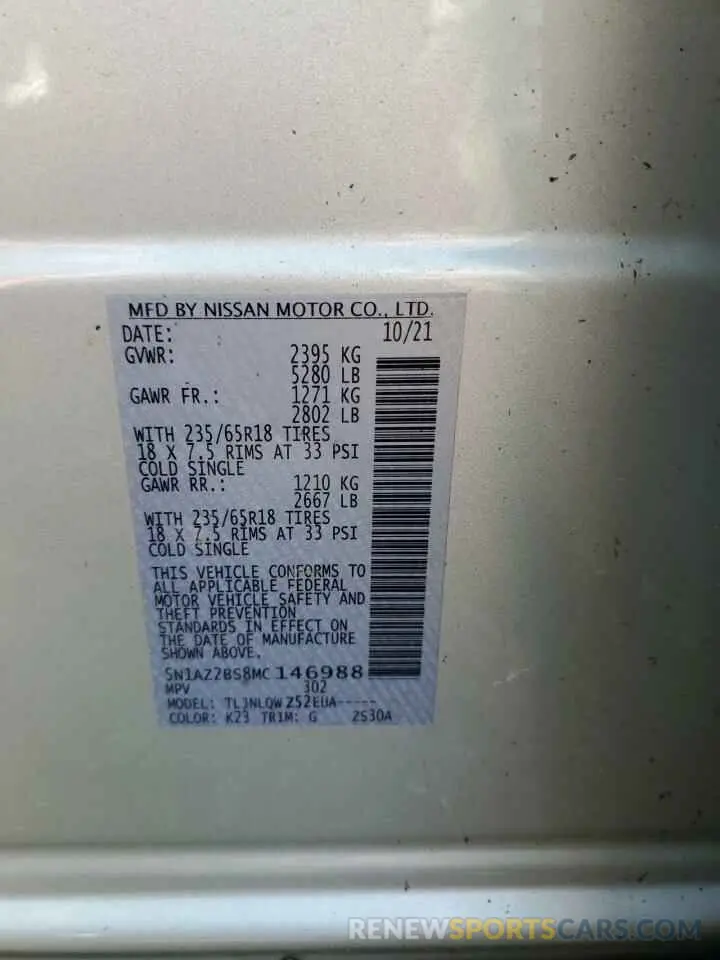 MFD BY NISSAN MOTOR CO., LTD.
DATE: 10/21
GVWR: 2395 KG
5280 LB
GAWR FR.: 1271 KG
2802 LB
WITH 235/65R18 TIRES
18 X 7.5 RIMS AT 33 PSI
COLD SINGLE
GAWR RR.: 1210 KG
2667 LB
WITH 235/65R18 TIRES
18 X 7.5 RIMS AT 33 PSI
COLD SINGLE
THIS VEHICLE CONFORMS TO
ALL APPLICABLE FEDERAL
MOTOR VEHICLE SAFETY AND
THEFT PREVENTION
STANDARDS IN EFFECT ON
THE DATE OF MANUFACTURE
SHOWN ABOVE.
5N1AZ2BS8MC146988
MPV 302
MODEL: TL3NLQWZ52EUA-----
COLOR: K23 TRIM: G 2S30A
RENEWSPORTSCARS.COM